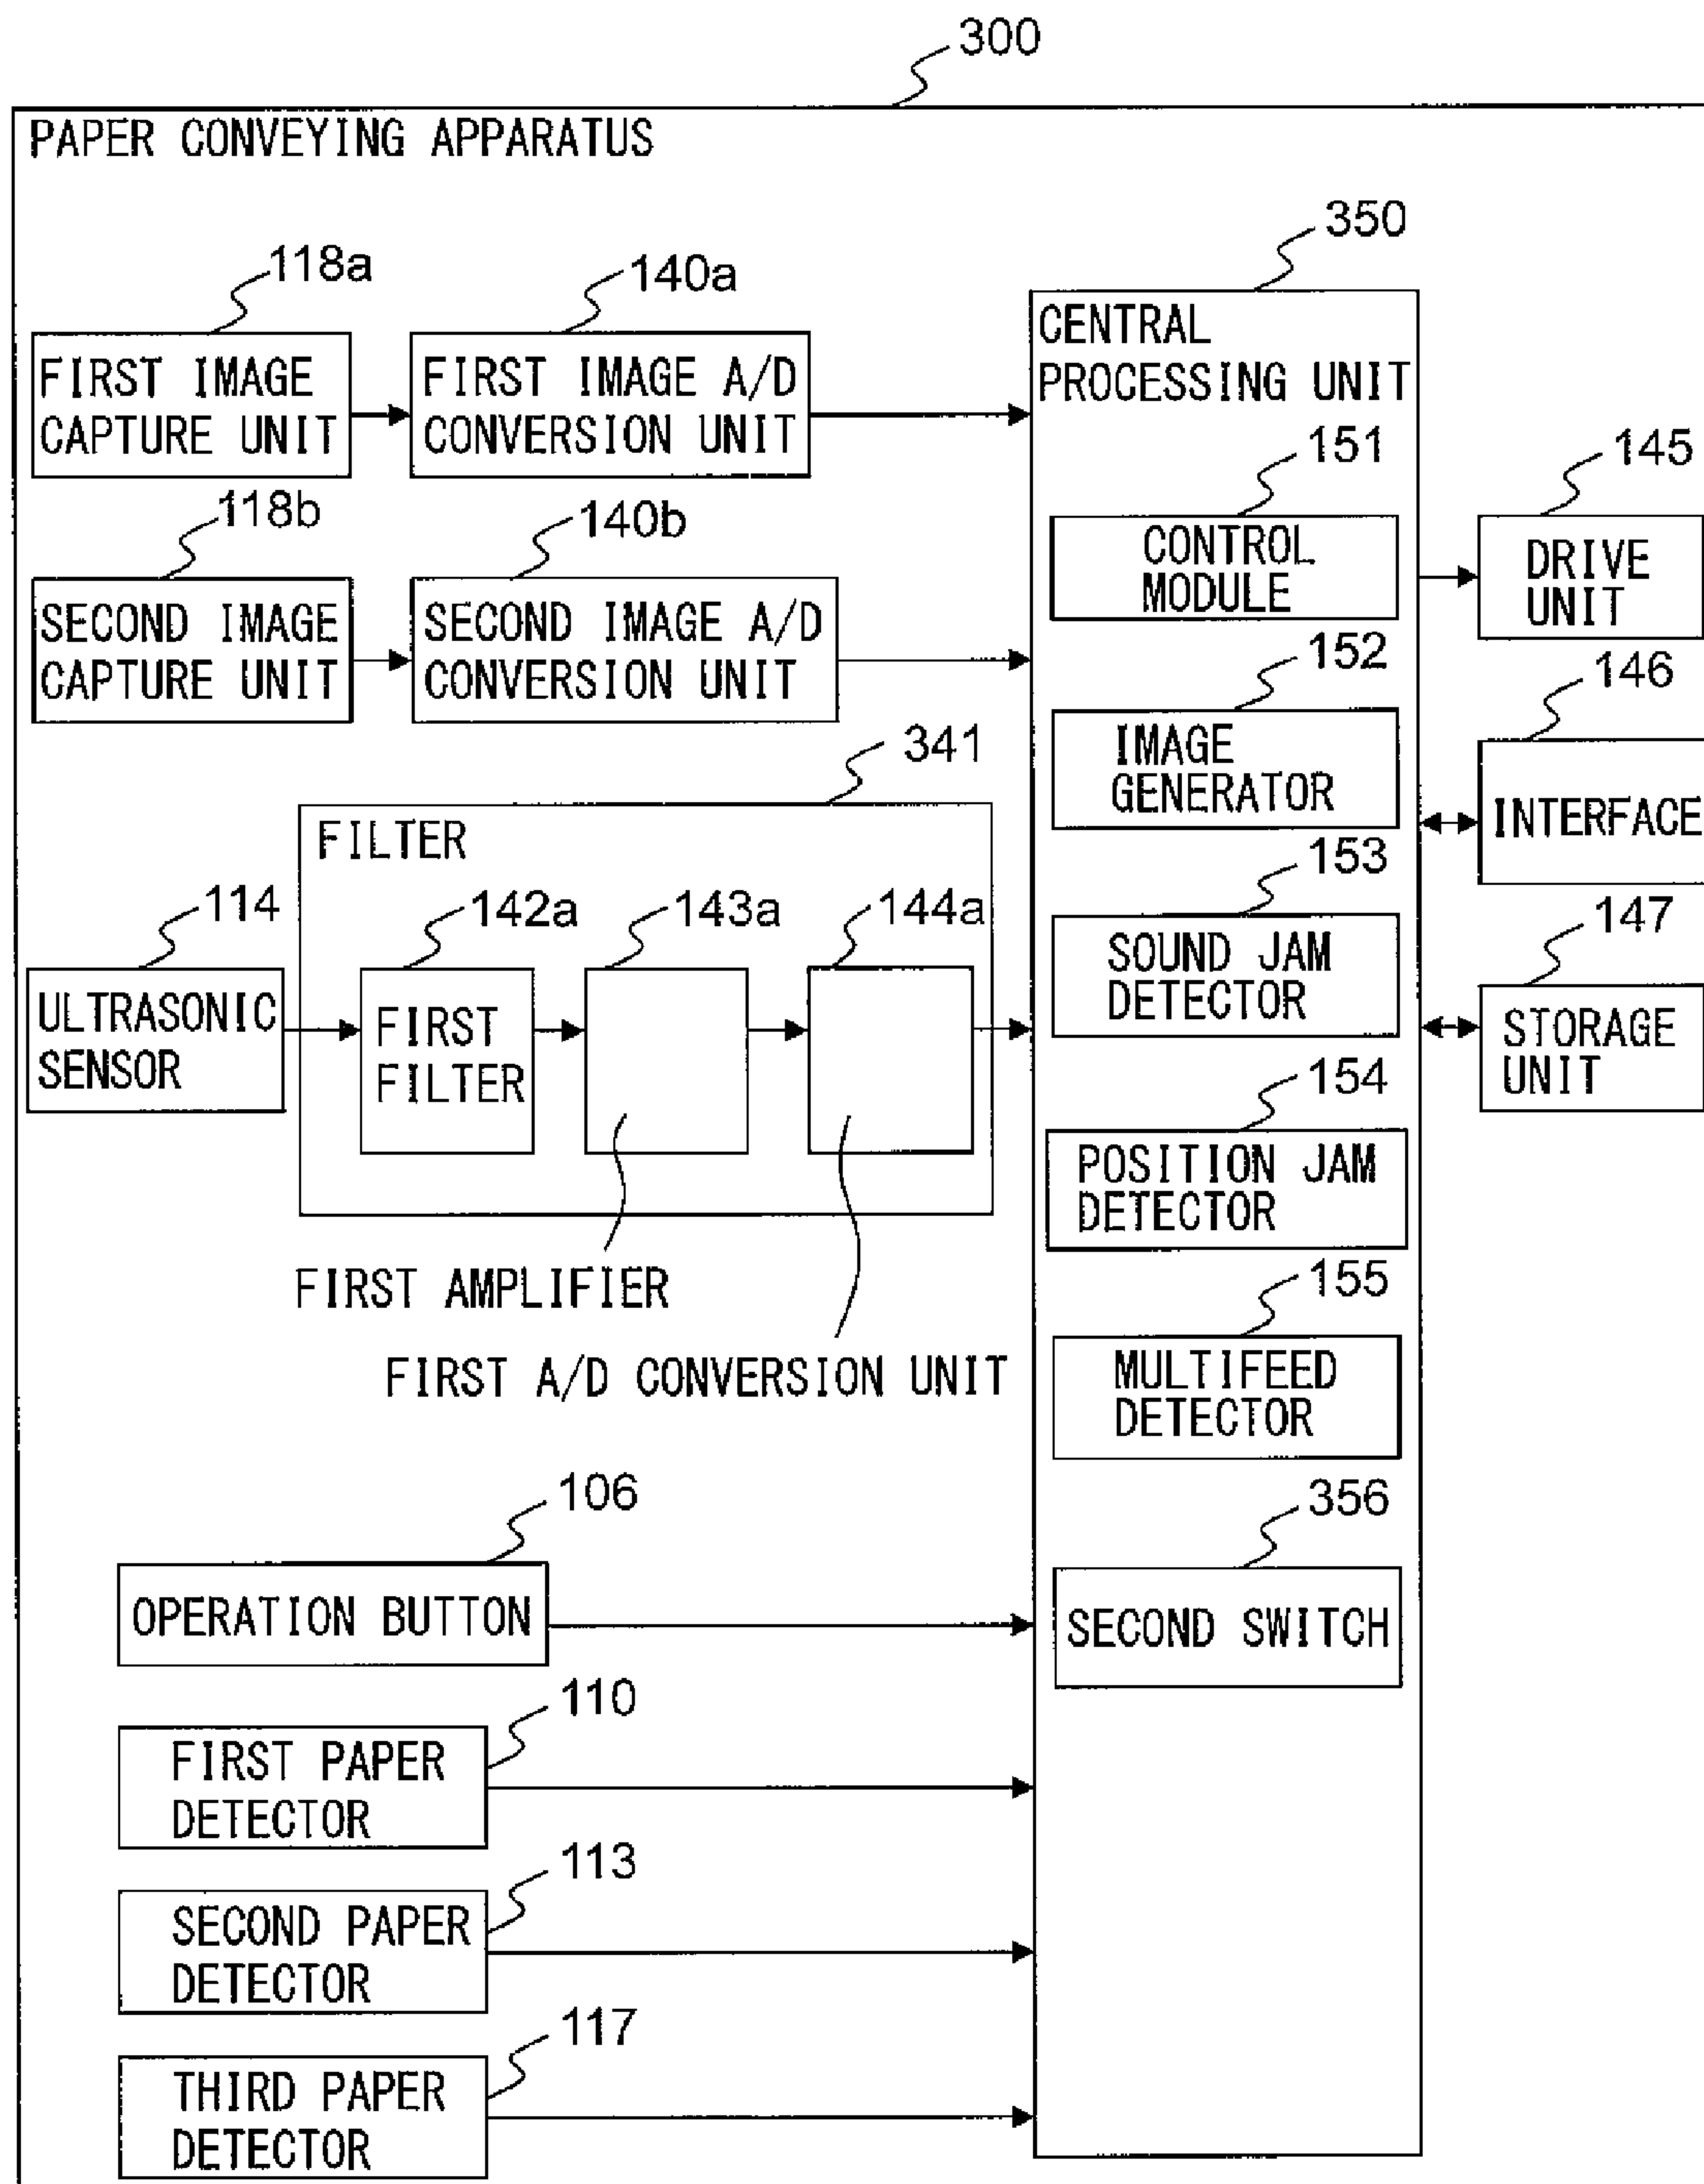 300
PAPER CONVEYING APPARATUS
350
118a
140a
FIRST IMAGE
CAPTURE UNIT
FIRST IMAGE A/D
CONVERSION UNIT
CENTRAL
PROCESSING UNIT
151
145
118b
140b
CONTROL
MODULE
DRIVE
UNIT
SECOND IMAGE
CAPTURE UNIT
SECOND IMAGE A/D
CONVERSION UNIT
152
146
341
IMAGE
GENERATOR
INTERFACE
FILTER
153
147
114
142a
143a
144a
SOUND JAM
DETECTOR
ULTRASONIC
SENSOR
FIRST
FILTER
STORAGE
UNIT
154
POSITION JAM
DETECTOR
FIRST AMPLIFIER
155
FIRST A/D CONVERSION UNIT
MULTIFEED
DETECTOR
106
356
OPERATION BUTTON
SECOND SWITCH
110
FIRST PAPER
DETECTOR
113
SECOND PAPER
DETECTOR
117
THIRD PAPER
DETECTOR